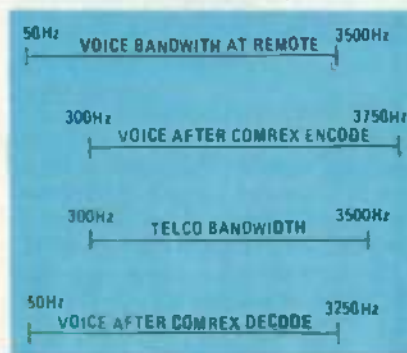 50Hz 3500Hz
VOICE BANDWITH AT REMOTE
300Hz 3750Hz
VOICE AFTER COMREX ENCODE
300Hz 3500Hz
TELCO BANDWIDTH
50Hz 3250Hz
VOICE AFTER COMREX DECODE